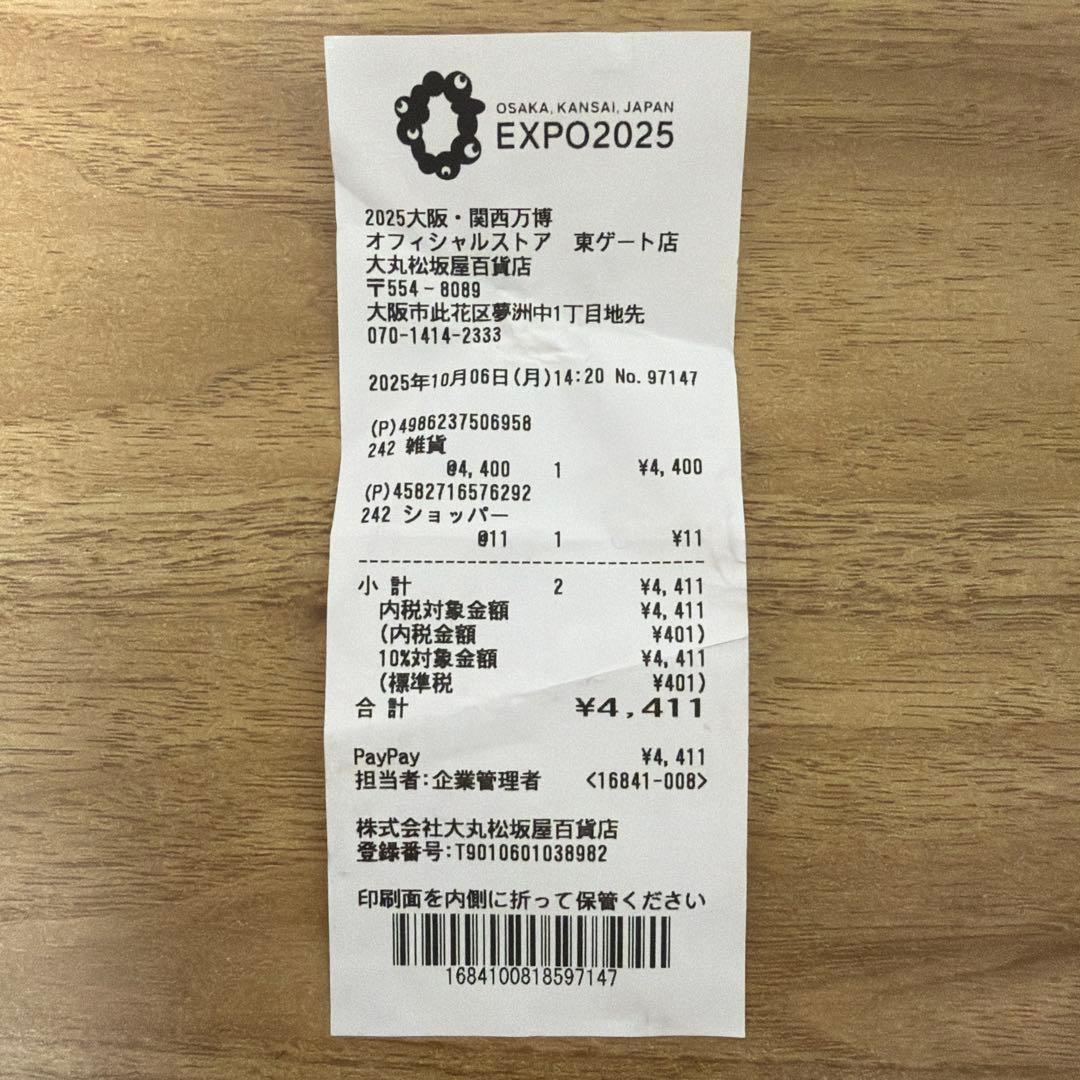 OSAKA, KANSAI, JAPAN
EXPO2025
2025大阪・関西万博
オフィシャルストア 東ゲート店
大丸松坂屋百貨店
〒554-8089
大阪市此花区夢洲中1丁目地先
070-1414-2333
2025年10月06日(月)14:20 No.97147
(P)4986237506958
242 雑貨
@4,400 1 ¥4,400
(P)4582716576292
242 ショッパー
@11 1 ¥11
小計 2 ¥4,411
内税対象金額 ¥4,411
(内税金額 ¥401)
10%対象金額 ¥4,411
(標準税 ¥401)
合計 ¥4,411
PayPay ¥4,411
担当者:企業管理者 <16841-008>
株式会社大丸松坂屋百貨店
登録番号:T9010601038982
印刷面を内側に折って保管ください
1684100818597147